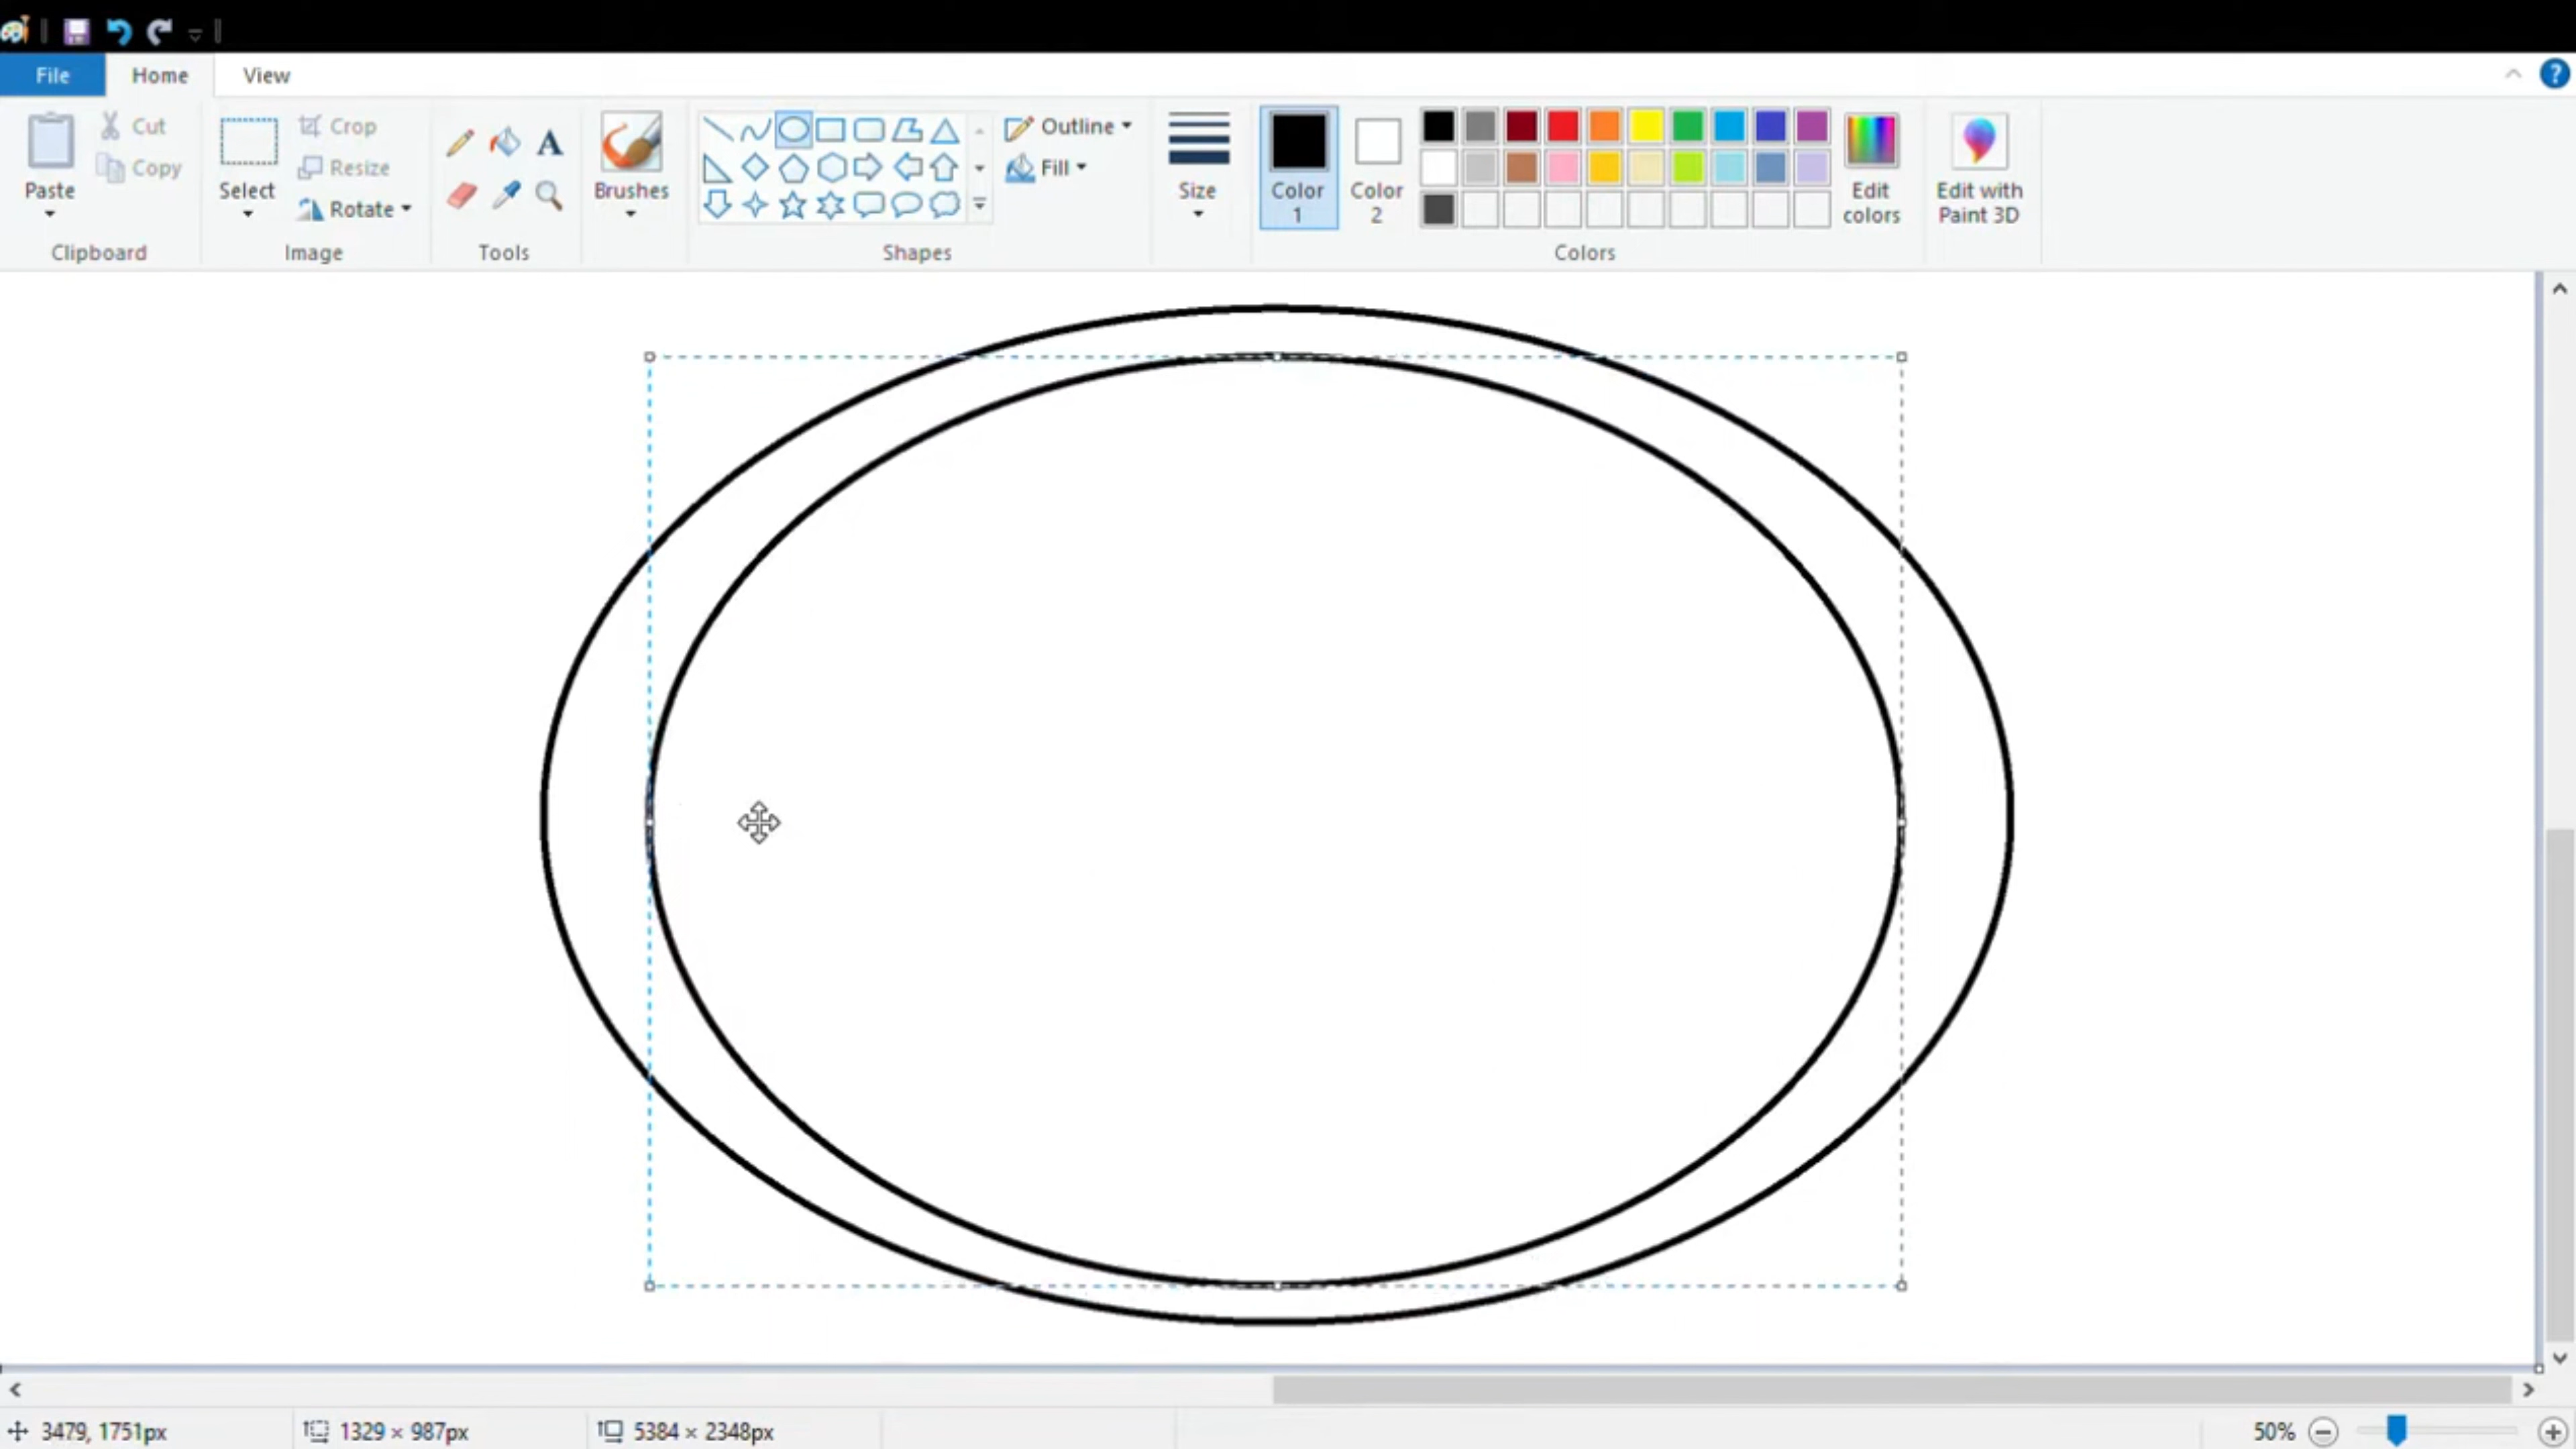 File Home View
Paste
Cut
Copy
Clipboard
Select
Crop
Resize
Rotate
Image
Tools
Brushes
Outline
Fill
Shapes
Size
Color
1
Color
2
Edit
colors
Colors
Edit with
Paint 3D
3479, 1751px
1329 × 987px
5384 × 2348px
50%